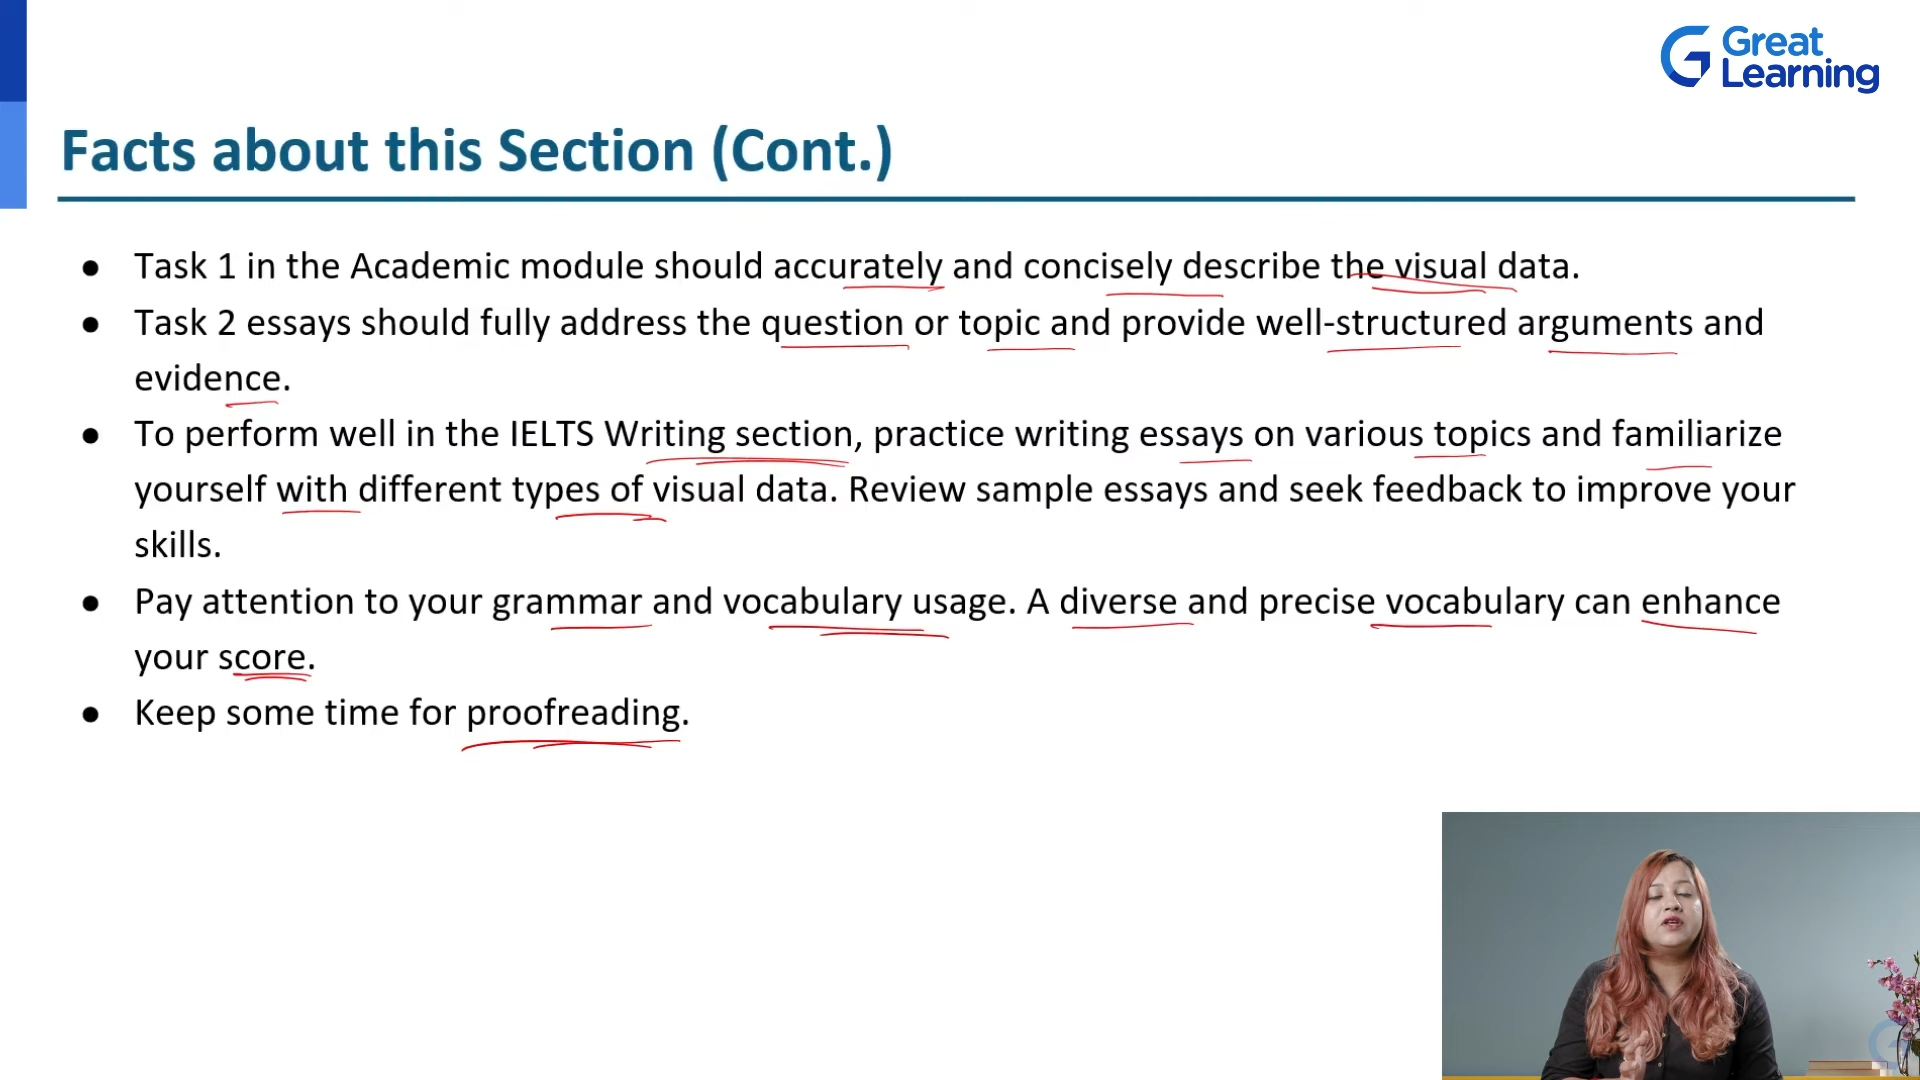 Great
Learning
Facts about this Section (Cont.)
● Task 1 in the Academic module should accurately and concisely describe the visual data.
● Task 2 essays should fully address the question or topic and provide well-structured arguments and
evidence.
● To perform well in the IELTS Writing section, practice writing essays on various topics and familiarize
yourself with different types of visual data. Review sample essays and seek feedback to improve your
skills.
● Pay attention to your grammar and vocabulary usage. A diverse and precise vocabulary can enhance
your score.
● Keep some time for proofreading.